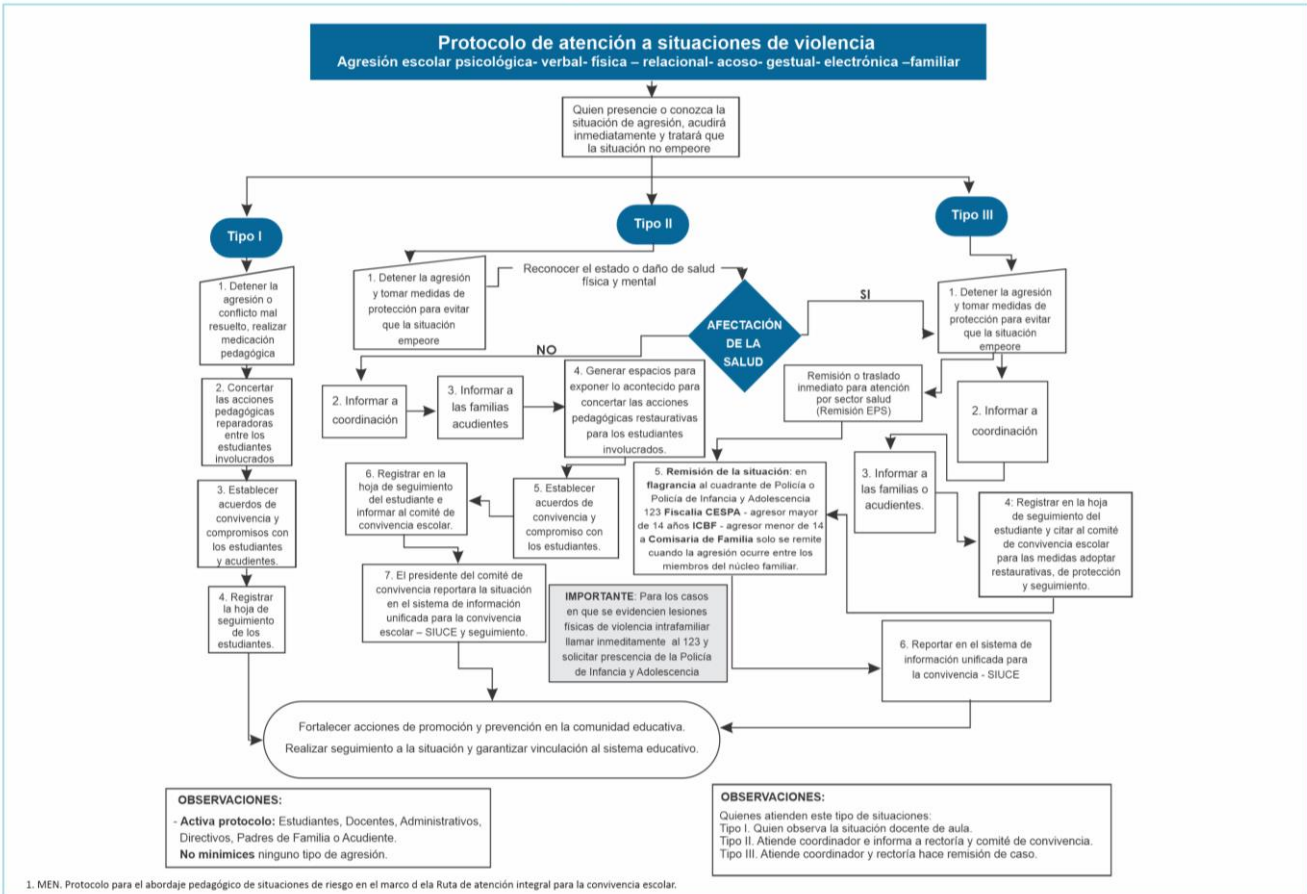 Protocolo de atención a situaciones de violencia
Agresión escolar psicológica- verbal- física – relacional- acoso- gestual- electrónica –familiar
Quien presencie o conozca la
situación de agresión, acudirá
inmediatamente y tratará que
la situación no empeore
Tipo I
Tipo II
Tipo III
1. Detener la
agresión o
conflicto mal
resuelto, realizar
medicación
pedagógica
2. Concertar
las acciones
pedagógicas
reparadoras
entre los
estudiantes
involucrados
3. Establecer
acuerdos de
convivencia y
compromisos con
los estudiantes
y acudientes.
4. Registrar
la hoja de
seguimiento
de los
estudiantes.
1. Detener la agresión
y tomar medidas de
protección para evitar
que la situación
empeore
Reconocer el estado o daño de salud
física y mental
AFECTACIÓN
DE LA
SALUD
NO
SI
2. Informar a
coordinación
3. Informar a
las familias
acudientes
4. Generar espacios para
exponer lo acontecido para
concertar las acciones
pedagógicas restaurativas
para los estudiantes
involucrados.
5. Establecer
acuerdos de
convivencia y
compromiso con
los estudiantes.
6. Registrar en la
hoja de seguimiento
del estudiante e
informar al comité de
convivencia escolar.
7. El presidente del comité de
convivencia reportara la situación
en el sistema de información
unificada para la convivencia
escolar – SIUCE y seguimiento.
1. Detener la agresión
y tomar medidas de
protección para evitar
que la situación
empeore
Remisión o traslado
inmediato para atención
por sector salud
(Remisión EPS)
2. Informar a
coordinación
3. Informar a
las familias o
acudientes.
4: Registrar en la hoja
de seguimiento del
estudiante y citar al comité
de convivencia escolar
para las medidas adoptar
restaurativas, de protección
y seguimiento.
5. Remisión de la situación: en
flagrancia al cuadrante de Policía o
Policía de Infancia y Adolescencia
123 Fiscalía CESPA - agresor mayor
de 14 años ICBF - agresor menor de 14
a Comisaria de Familia solo se remite
cuando la agresión ocurre entre los
miembros del núcleo familiar.
IMPORTANTE: Para los casos
en que se evidencien lesiones
físicas de violencia intrafamiliar
llamar inmeditamente al 123 y
solicitar prescencia de la Policía
de Infancia y Adolescencia
6. Reportar en el sistema de
información unificada para
la convivencia - SIUCE
Fortalecer acciones de promoción y prevención en la comunidad educativa.
Realizar seguimiento a la situación y garantizar vinculación al sistema educativo.
OBSERVACIONES:
- Activa protocolo: Estudiantes, Docentes, Administrativos,
Directivos, Padres de Familia o Acudiente.
No minimices ninguno tipo de agresión.
OBSERVACIONES:
Quienes atienden este tipo de situaciones:
Tipo I. Quien observa la situación docente de aula.
Tipo II. Atiende coordinador e informa a rectoría y comité de convivencia.
Tipo III. Atiende coordinador y rectoría hace remisión de caso.
1. MEN. Protocolo para el abordaje pedagógico de situaciones de riesgo en el marco d ela Ruta de atención integral para la convivencia escolar.